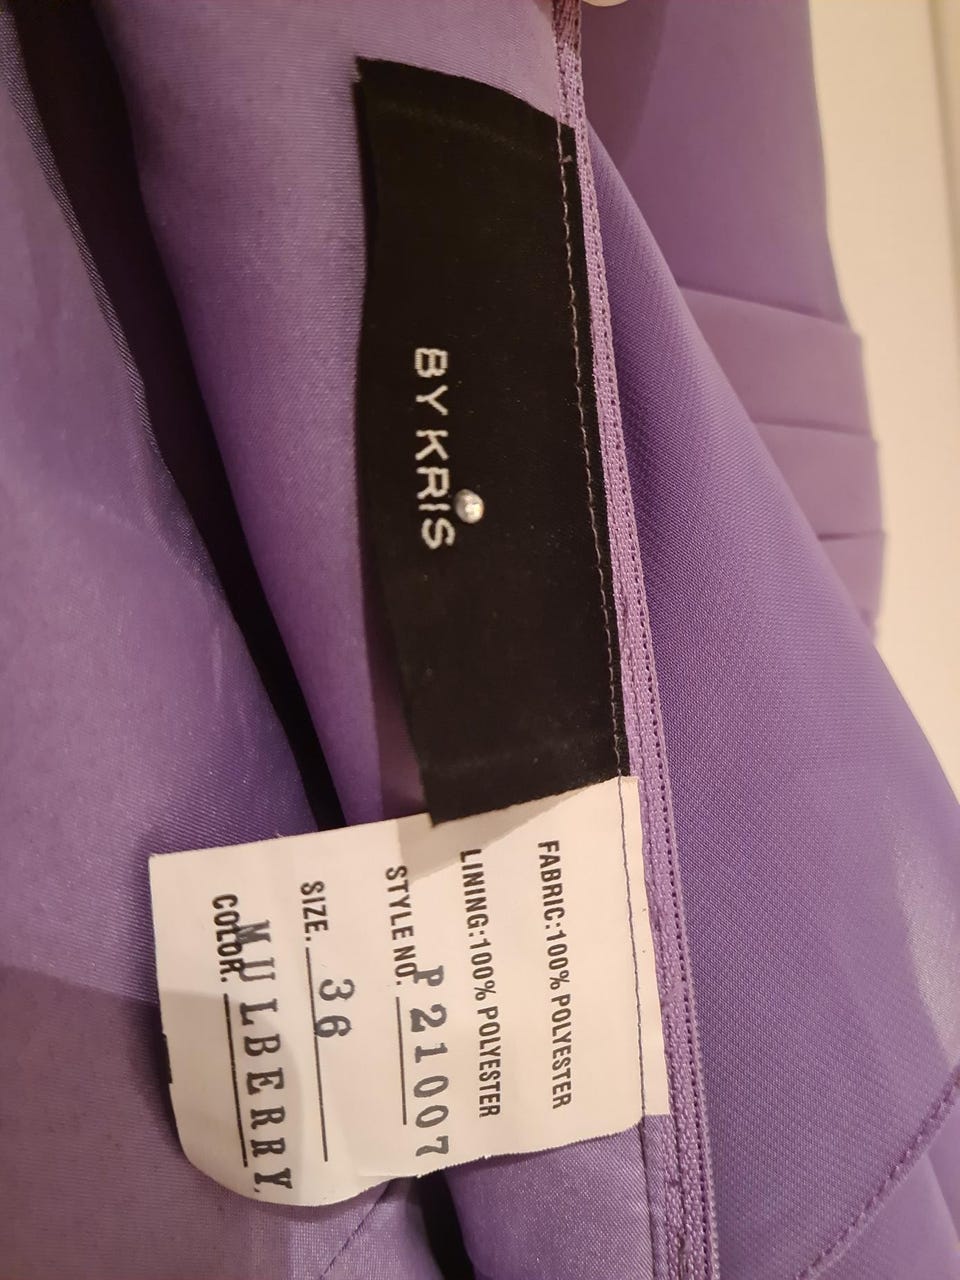 BY KRIS
FABRIC:100% POLYESTER
LINING:100% POLYESTER
STYLE NO. P21007
SIZE. 36
COLOR. MULBERRY